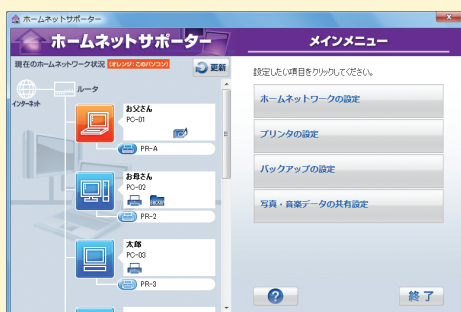 ホームネットサポーター
ホームネットサポーター
メインメニュー
現在のホームネットワーク状況 (オレンジ：このパソコン)
更新
インターネット
ルータ
お父さん
PC-01
PR-A
お母さん
PC-02
PR-2
太郎
PC-03
PR-3
設定したい項目をクリックしてください。
ホームネットワークの設定
プリンタの設定
バックアップの設定
写真・音楽データの共有設定
?
終了